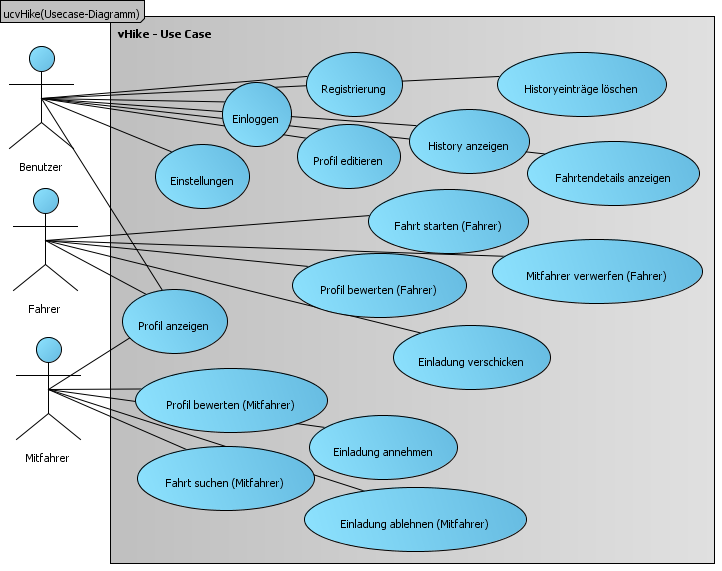 ucvHike(Usecase-Diagramm)
vHike - Use Case
Registrierung
Historyeinträge löschen
Einloggen
History anzeigen
Profil editieren
Benutzer
Einstellungen
Fahrtendetails anzeigen
Fahrt starten (Fahrer)
Mitfahrer verwerfen (Fahrer)
Profil bewerten (Fahrer)
Fahrer
Profil anzeigen
Einladung verschicken
Profil bewerten (Mitfahrer)
Einladung annehmen
Mitfahrer
Fahrt suchen (Mitfahrer)
Einladung ablehnen (Mitfahrer)